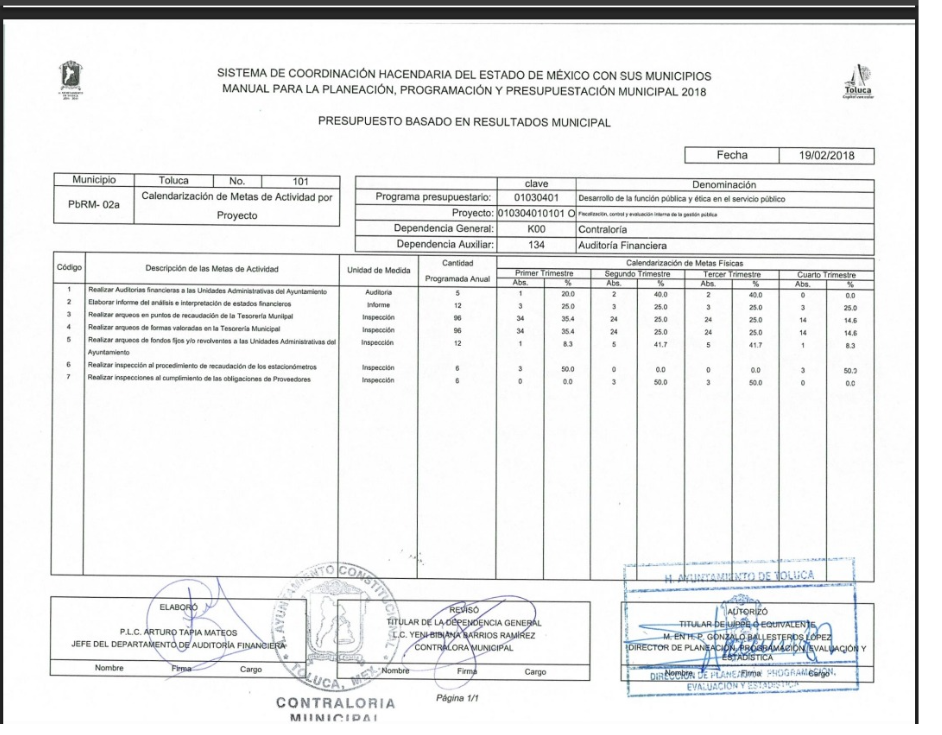 SISTEMA DE COORDINACIÓN HACENDARIA DEL ESTADO DE MÉXICO CON SUS MUNICIPIOS
MANUAL PARA LA PLANEACIÓN, PROGRAMACIÓN Y PRESUPUESTACIÓN MUNICIPAL 2018
Toluca
PRESUPUESTO BASADO EN RESULTADOS MUNICIPAL
Fecha 19/02/2018
Municipio Toluca No. 101
PbRM- 02a Calendarización de Metas de Actividad por Proyecto
clave Denominación
Programa presupuestario: 01030401 Desarrollo de la función pública y ética en el servicio público
Proyecto: 010304010101 O Fiscalización, control y evaluación interna de la gestión pública
Dependencia General: K00 Contraloría
Dependencia Auxiliar: 134 Auditoría Financiera
Código Descripción de las Metas de Actividad Unidad de Medida Cantidad Programada Anual Calendarización de Metas Físicas
Primer Trimestre Segundo Trimestre Tercer Trimestre Cuarto Trimestre
Abs. % Abs. % Abs. % Abs. %
1 Realizar Auditorías financieras a las Unidades Administrativas del Ayuntamiento Auditoría 5 1 20.0 2 40.0 2 40.0 0 0.0
2 Elaborar informe del análisis e interpretación de estados financieros Informe 12 3 25.0 3 25.0 3 25.0 3 25.0
3 Realizar arqueos en puntos de recaudación de la Tesorería Muniipal Inspección 96 34 35.4 24 25.0 24 25.0 14 14.6
4 Realizar arqueos de formas valoradas en la Tesorería Municipal Inspección 96 34 35.4 24 25.0 24 25.0 14 14.6
5 Realizar arqueos de fondos fijos y/o revolventes a las Unidades Administrativas del Inspección 12 1 8.3 5 41.7 5 41.7 1 8.3
Ayuntamiento
6 Realizar inspección al procedimiento de recaudación de los estacionómetros Inspección 6 3 50.0 0 0.0 0 0.0 3 50.0
7 Realizar inspecciones al cumplimiento de las obligaciones de Proveedores Inspección 6 0 0.0 3 50.0 3 50.0 0 0.0
H. AYUNTAMIENTO DE TOLUCA
AYUNTAMIENTO CONSTITUCIONAL
TOLUCA, MEX.
ELABORÓ
P.L.C. ARTURO TAPIA MATEOS
JEFE DEL DEPARTAMENTO DE AUDITORÍA FINANCIERA
Nombre Firma Cargo
REVISÓ
TITULAR DE LA DEPENDENCIA GENERAL
L.C. YENI BIBIANA BARRIOS RAMÍREZ
CONTRALORA MUNICIPAL
Nombre Firma Cargo
AUTORIZÓ
TITULAR DE UIPPE O EQUIVALENTE
M. EN H. P. GONZALO BALLESTEROS LÓPEZ
DIRECTOR DE PLANEACIÓN, PROGRAMACIÓN, EVALUACIÓN Y
ESTADÍSTICA
Nombre Firma Cargo
DIRECCIÓN DE PLANEACIÓN, PROGRAMACIÓN,
EVALUACIÓN Y ESTADÍSTICA
CONTRALORIA
MUNICIPAL
Página 1/1